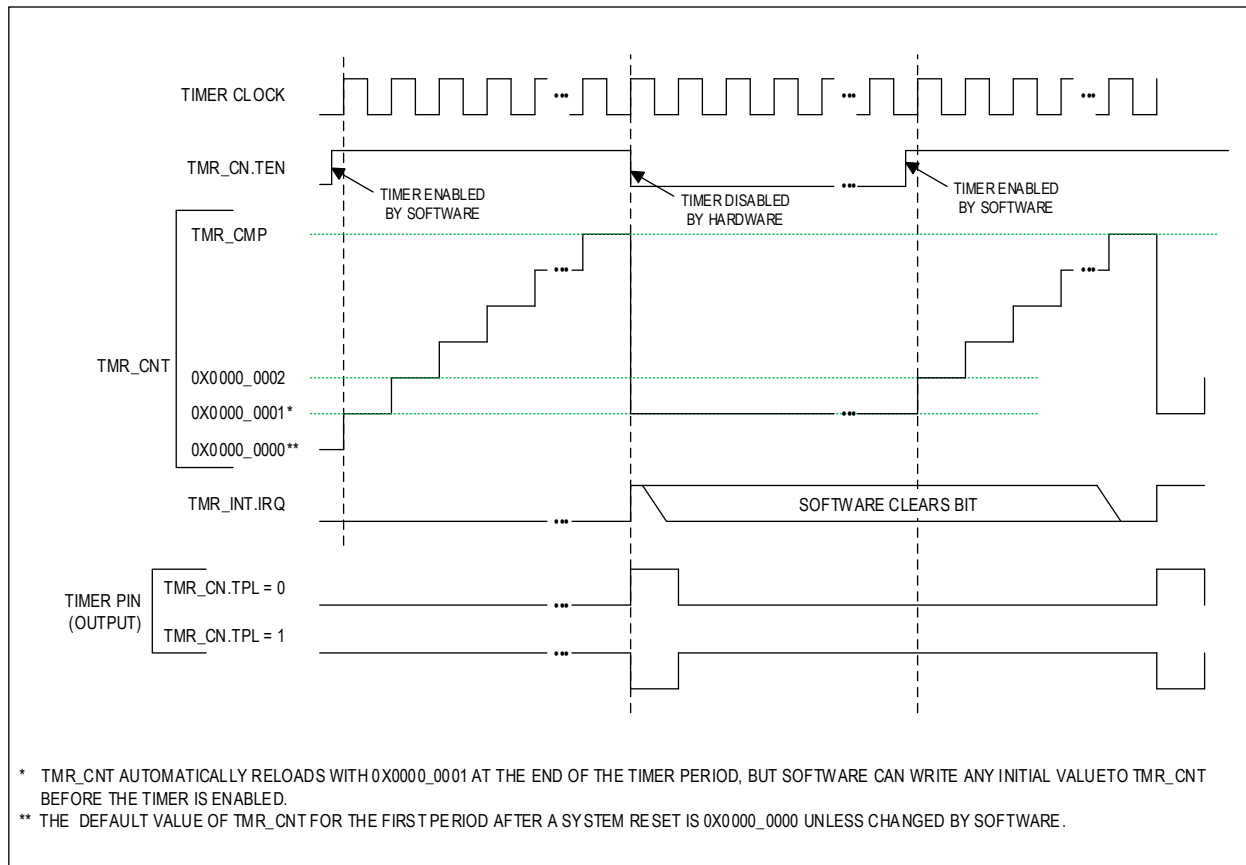 TIMER CLOCK
•••
•••
•••
TMR_CN.TEN
•••
TIMER ENABLED
BY SOFTWARE
TIMER DISABLED
BY HARDWARE
TIMER ENABLED
BY SOFTWARE
TMR_CNT
TMR_CMP
•••
•••
0X0000_0002
0X0000_0001*
•••
0X0000_0000**
TMR_INT.IRQ
•••
SOFTWARE CLEARS BIT
TIMER PIN
(OUTPUT)
TMR_CN.TPL = 0
•••
TMR_CN.TPL = 1
•••
* TMR_CNT AUTOMATICALLY RELOADS WITH 0X0000_0001 AT THE END OF THE TIMER PERIOD, BUT SOFTWARE CAN WRITE ANY INITIAL VALUETO TMR_CNT
BEFORE THE TIMER IS ENABLED.
** THE DEFAULT VALUE OF TMR_CNT FOR THE FIRST PERIOD AFTER A SYSTEM RESET IS 0X0000_0000 UNLESS CHANGED BY SOFTWARE.